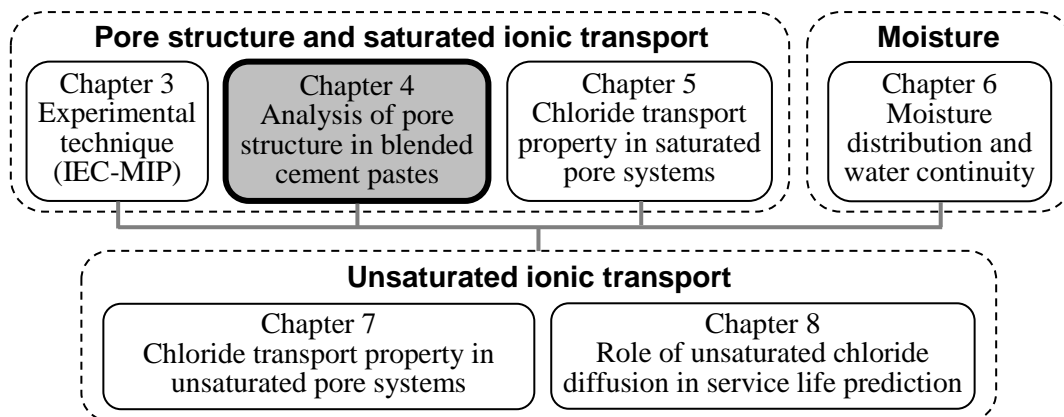 Pore structure and saturated ionic transport
Chapter 3
Experimental
technique
(IEC-MIP)
Chapter 4
Analysis of pore
structure in blended
cement pastes
Chapter 5
Chloride transport
property in saturated
pore systems
Moisture
Chapter 6
Moisture
distribution and
water continuity
Unsaturated ionic transport
Chapter 7
Chloride transport property in
unsaturated pore systems
Chapter 8
Role of unsaturated chloride
diffusion in service life prediction